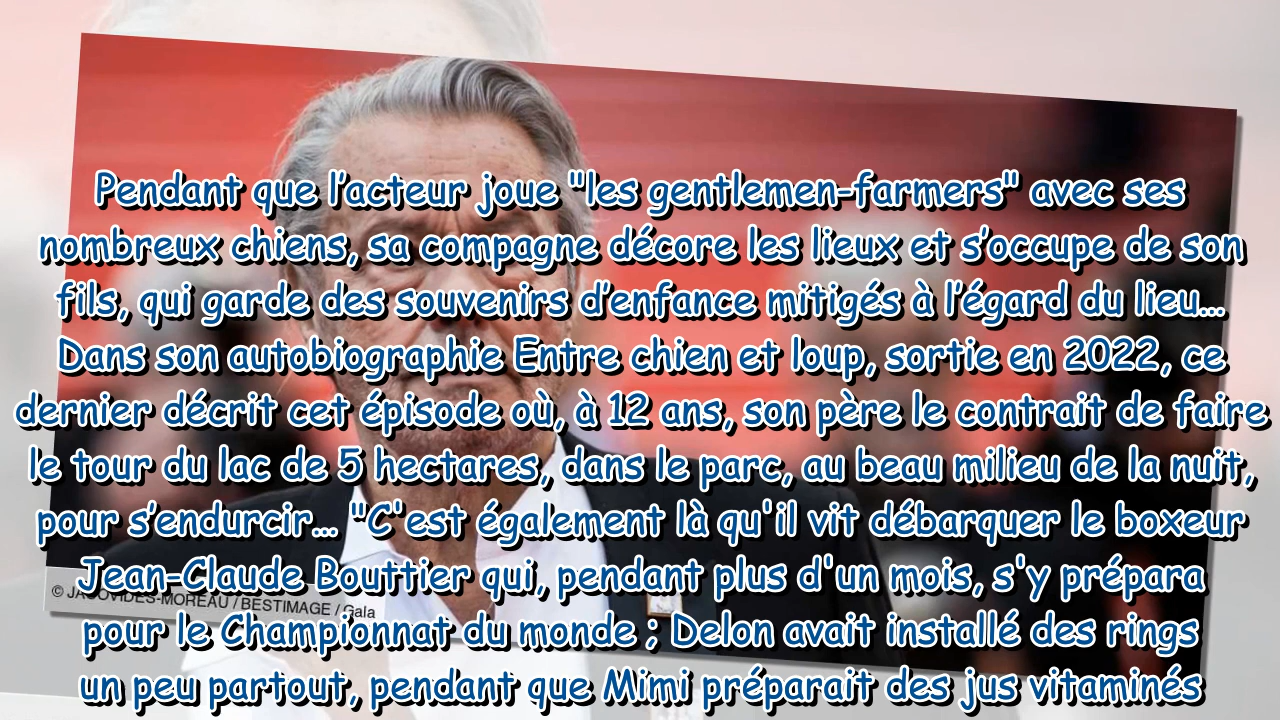 Pendant que l’acteur joue "les gentlemen-farmers" avec ses
nombreux chiens, sa compagne décore les lieux et s’occupe de son
fils, qui garde des souvenirs d’enfance mitigés à l’égard du lieu...
Dans son autobiographie Entre chien et loup, sortie en 2022, ce
dernier décrit cet épisode où, à 12 ans, son père le contrait de faire
le tour du lac de 5 hectares, dans le parc, au beau milieu de la nuit,
pour s’endurcir... "C'est également là qu'il vit débarquer le boxeur
Jean-Claude Bouttier qui, pendant plus d'un mois, s'y prépara
© JACOVIDES-MOREAU / BESTIMAGE / Gala
pour le Championnat du monde ; Delon avait installé des rings
un peu partout, pendant que Mimi préparait des jus vitaminés